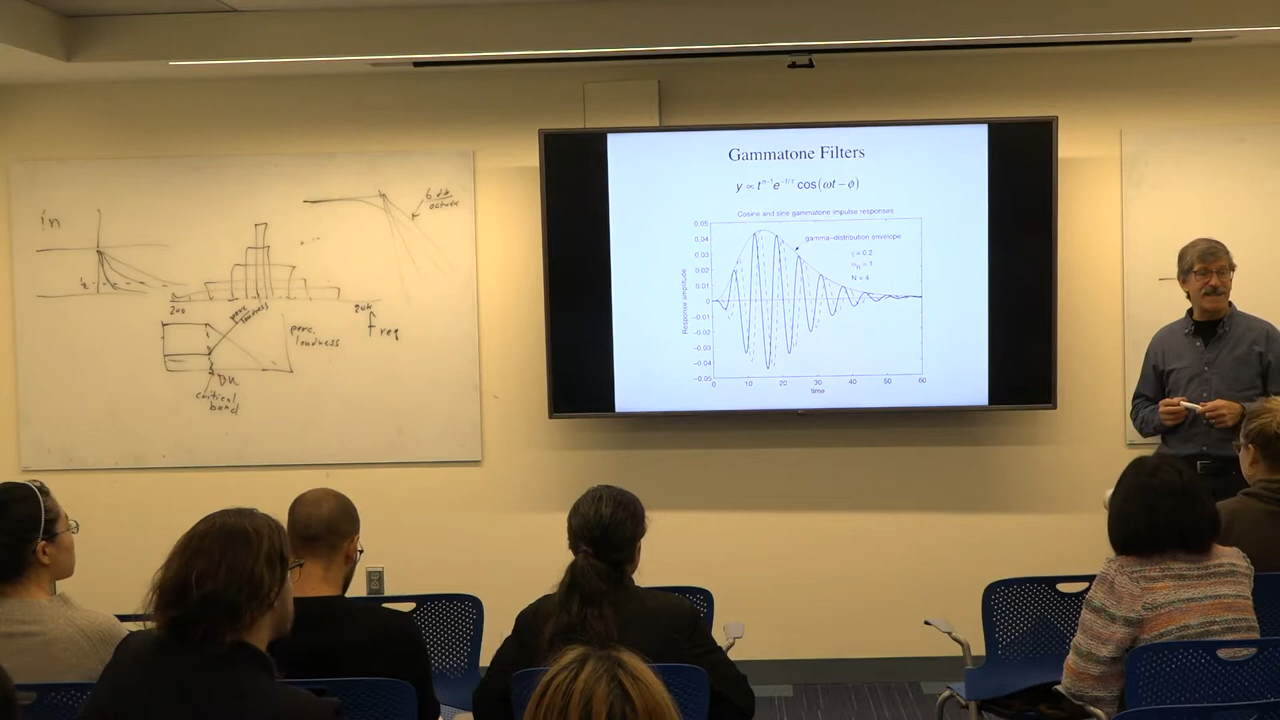 in
1/2
200
20k
freq
perc.
loudness
perc.
loudness
critical
band
6 db
octave
Gammatone Filters
y ∝ tⁿ⁻¹e⁻ᵗ/τ cos(ωt − ϕ)
Cosine and sine gammatone impulse responses
gamma-distribution envelope
N = 4
Response amplitude
0.05
0.04
0.03
0.02
0.01
0
-0.01
-0.02
-0.03
-0.04
-0.05
0 10 20 30 40 50 60
time